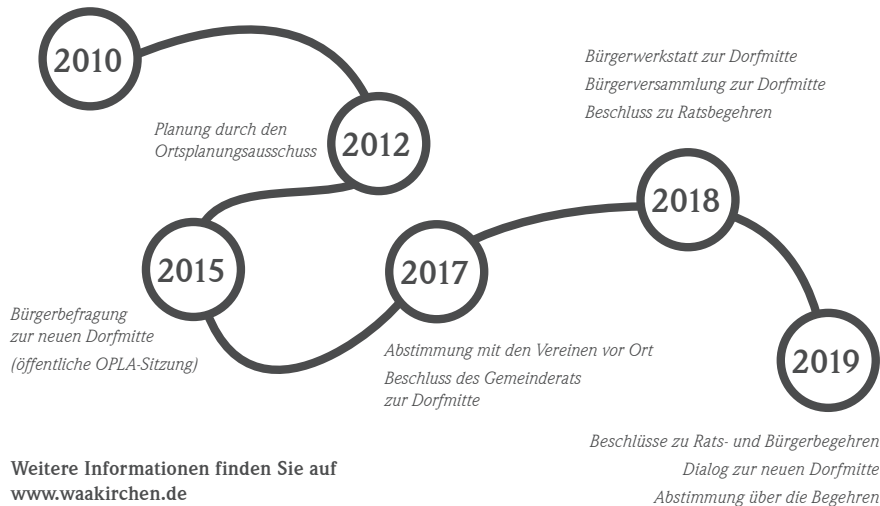 2010
Planung durch den
Ortsplanungsausschuss
2012
2015
Bürgerbefragung
zur neuen Dorfmitte
(öffentliche OPLA-Sitzung)
2017
Abstimmung mit den Vereinen vor Ort
Beschluss des Gemeinderats
zur Dorfmitte
Bürgerwerkstatt zur Dorfmitte
Bürgerversammlung zur Dorfmitte
Beschluss zu Ratsbegehren
2018
2019
Beschlüsse zu Rats- und Bürgerbegehren
Dialog zur neuen Dorfmitte
Abstimmung über die Begehren
Weitere Informationen finden Sie auf
www.waakirchen.de